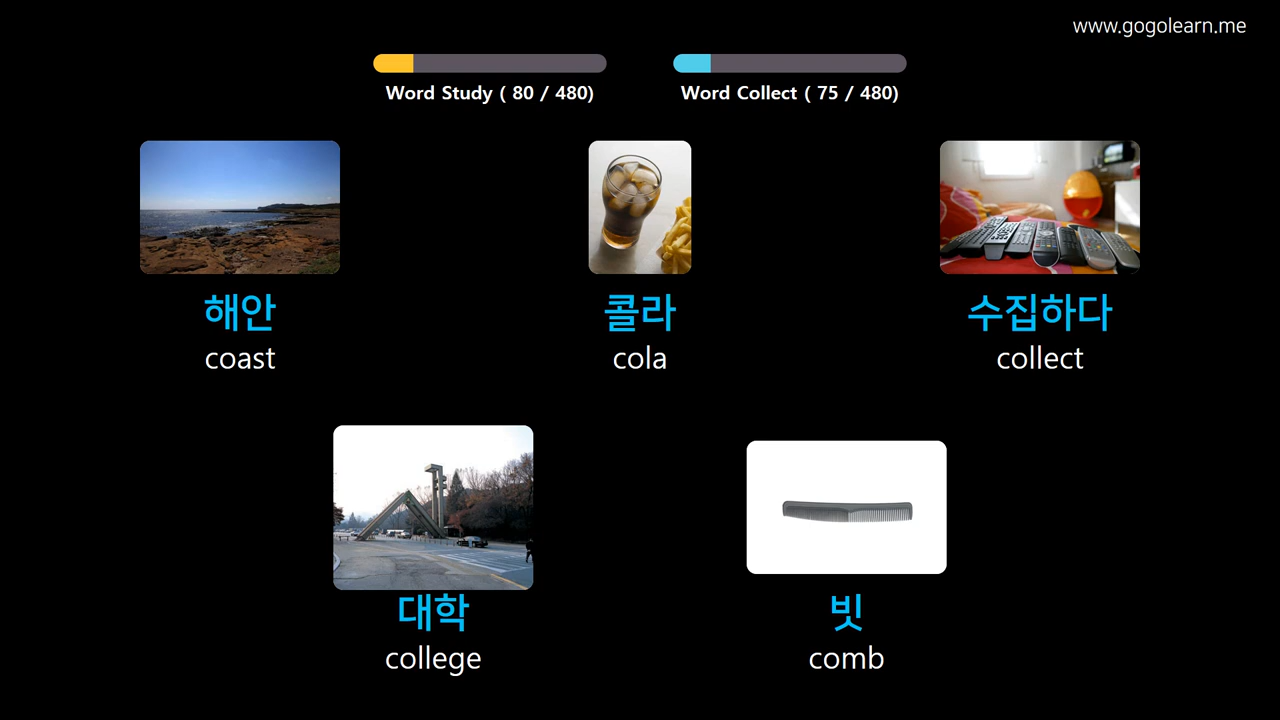 www.gogolearn.me
Word Study ( 80 / 480)
Word Collect ( 75 / 480)
해안
coast
콜라
cola
수집하다
collect
대학
college
빗
comb